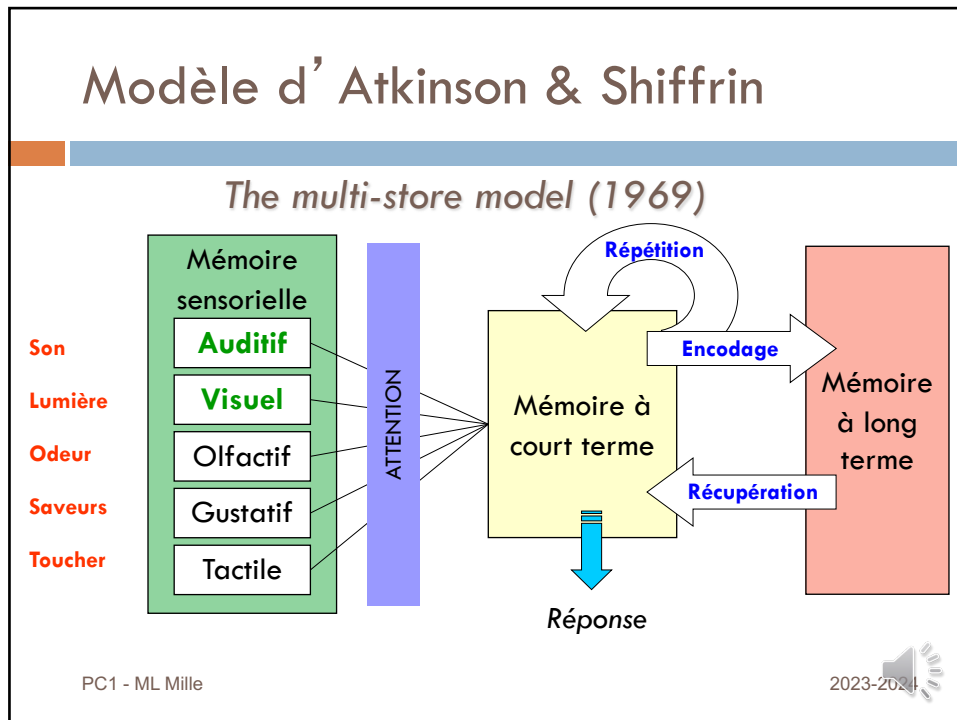 Modèle d’ Atkinson & Shiffrin
The multi-store model (1969)
Son
Lumière
Odeur
Saveurs
Toucher
Mémoire
sensorielle
Auditif
Visuel
Olfactif
Gustatif
Tactile
ATTENTION
Répétition
Mémoire à
court terme
Encodage
Récupération
Mémoire
à long
terme
Réponse
PC1 - ML Mille
2023-2024